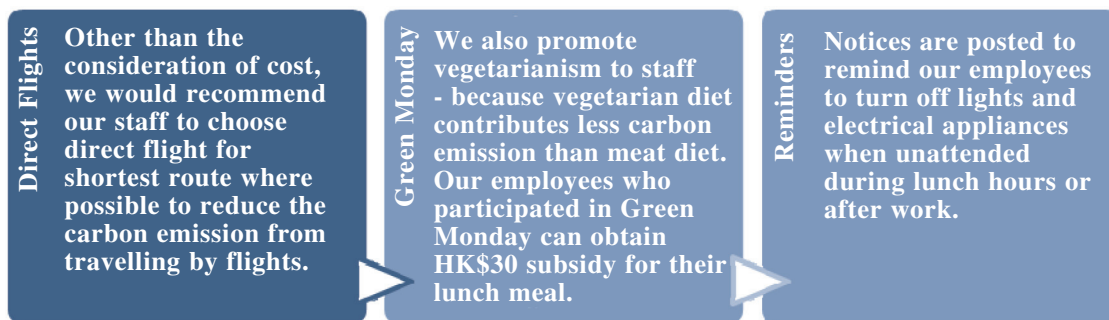 Direct Flights
Other than the
consideration of cost,
we would recommend
our staff to choose
direct flight for
shortest route where
possible to reduce the
carbon emission from
travelling by flights.
Green Monday
We also promote
vegetarianism to staff
- because vegetarian diet
contributes less carbon
emission than meat diet.
Our employees who
participated in Green
Monday can obtain
HK$30 subsidy for their
lunch meal.
Reminders
Notices are posted to
remind our employees
to turn off lights and
electrical appliances
when unattended
during lunch hours or
after work.